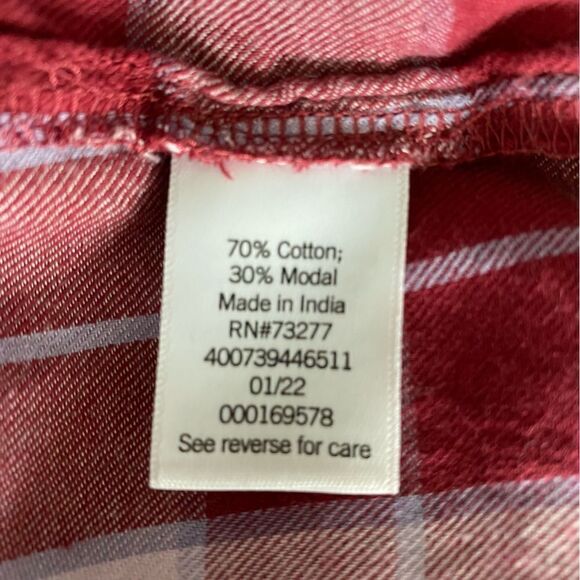 70% Cotton;
30% Modal
Made in India
RN#73277
400739446511
01/22
000169578
See reverse for care